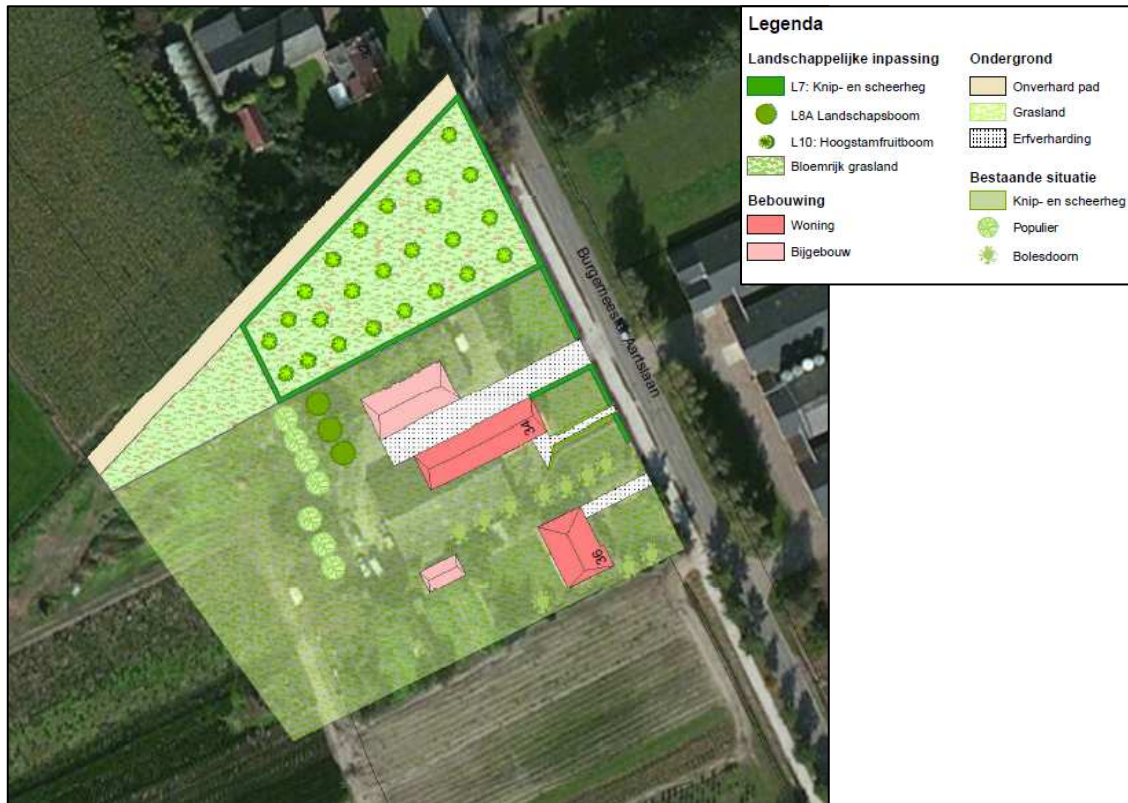 Legenda
Landschappelijke inpassing
L7: Knip- en scheerheg
L8A Landschapsboom
L10: Hoogstamfruitboom
Bloemrijk grasland
Bebouwing
Woning
Bijgebouw
Ondergrond
Onverhard pad
Grasland
Erfverharding
Bestaande situatie
Knip- en scheerheg
Populier
Bolesdoorn
Burgemeester Aartslaan
34
36